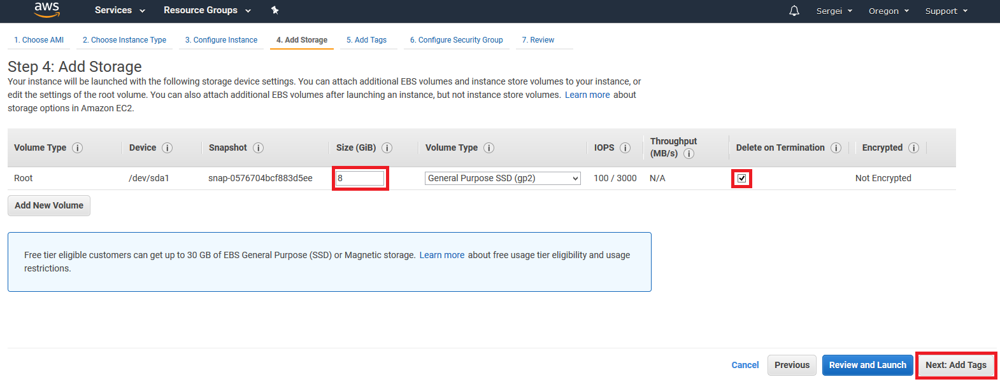 aws Services Resource Groups Sergei Oregon Support
1. Choose AMI 2. Choose Instance Type 3. Configure Instance 4. Add Storage 5. Add Tags 6. Configure Security Group 7. Review
Step 4: Add Storage
Your instance will be launched with the following storage device settings. You can attach additional EBS volumes and instance store volumes to your instance, or
edit the settings of the root volume. You can also attach additional EBS volumes after launching an instance, but not instance store volumes. Learn more about
storage options in Amazon EC2.
Volume Type i Device i Snapshot i Size (GiB) i Volume Type i IOPS i Throughput (MB/s) i Delete on Termination i Encrypted i
Root /dev/sda1 snap-0576704bcf883d5ee 8 General Purpose SSD (gp2) 100 / 3000 N/A Not Encrypted
Add New Volume
Free tier eligible customers can get up to 30 GB of EBS General Purpose (SSD) or Magnetic storage. Learn more about free usage tier eligibility and usage
restrictions.
Cancel Previous Review and Launch Next: Add Tags